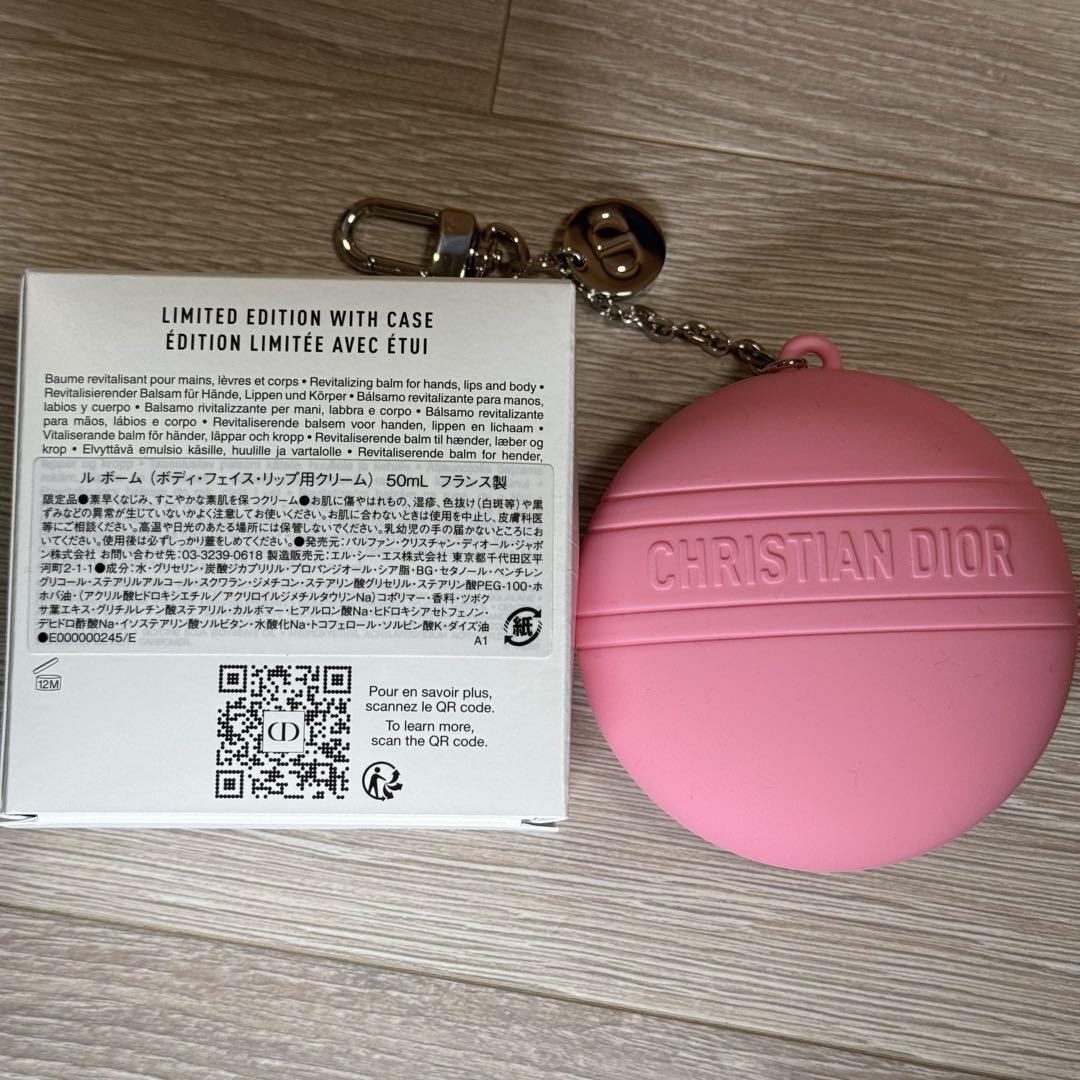 LIMITED EDITION WITH CASE
ÉDITION LIMITÉE AVEC ÉTUI
Baume revitalisant pour mains, lèvres et corps • Revitalizing balm for hands, lips and body •
Revitalisierender Balsam für Hände, Lippen und Körper • Bálsamo revitalizante para manos,
labios y cuerpo • Balsamo rivitalizzante per mani, labbra e corpo • Bálsamo revitalizante
para mãos, lábios e corpo • Revitaliserende balsem voor handen, lippen en lichaam •
Vitaliserande balm för händer, läppar och kropp • Revitaliserende balm til hænder, læber og
krop • Elvyttävä emulsio käsille, huulille ja vartalolle • Revitaliserende balm for hender,
ル ボーム（ボディ・フェイス・リップ用クリーム） 50mL フランス製
限定品●素早くなじみ、すこやかな素肌を保つクリーム●お肌に傷やはれもの、湿疹、色抜け(白斑等)や黒
ずみなどの異常が生じていないかよく注意してお使いください。お肌に合わないときは使用を中止し、皮膚科医
等にご相談ください。高温や日光のあたる場所には保管しないでください。乳幼児の手の届かないところにお
いてください。使用後は必ずしっかり蓋をしめてください。●発売元：パルファン・クリスチャン・ディオール・ジャポ
ン株式会社 お問い合わせ先：03-3239-0618 製造販売元：エル・シー・エス株式会社 東京都千代田区平
河町2-1-1●成分：水・グリセリン・炭酸ジカプリリル・プロパンジオール・シア脂・BG・セタノール・ペンチレン
グリコール・ステアリルアルコール・スクワラン・ジメチコン・ステアリン酸グリセリル・ステアリン酸PEG-100・ホ
ホバ油・(アクリル酸ヒドロキシエチル／アクリロイルジメチルタウリンNa)コポリマー・香料・ツボク
サ葉エキス・グリチルレチン酸ステアリル・カルボマー・ヒアルロン酸Na・ヒドロキシアセトフェノン・
デヒドロ酢酸Na・イソステアリン酸ソルビタン・水酸化Na・トコフェロール・ソルビン酸K・ダイズ油
●E000000245/E
A1
紙
12M
CD
Pour en savoir plus,
scannez le QR code.
To learn more,
scan the QR code.
CD
CHRISTIAN DIOR